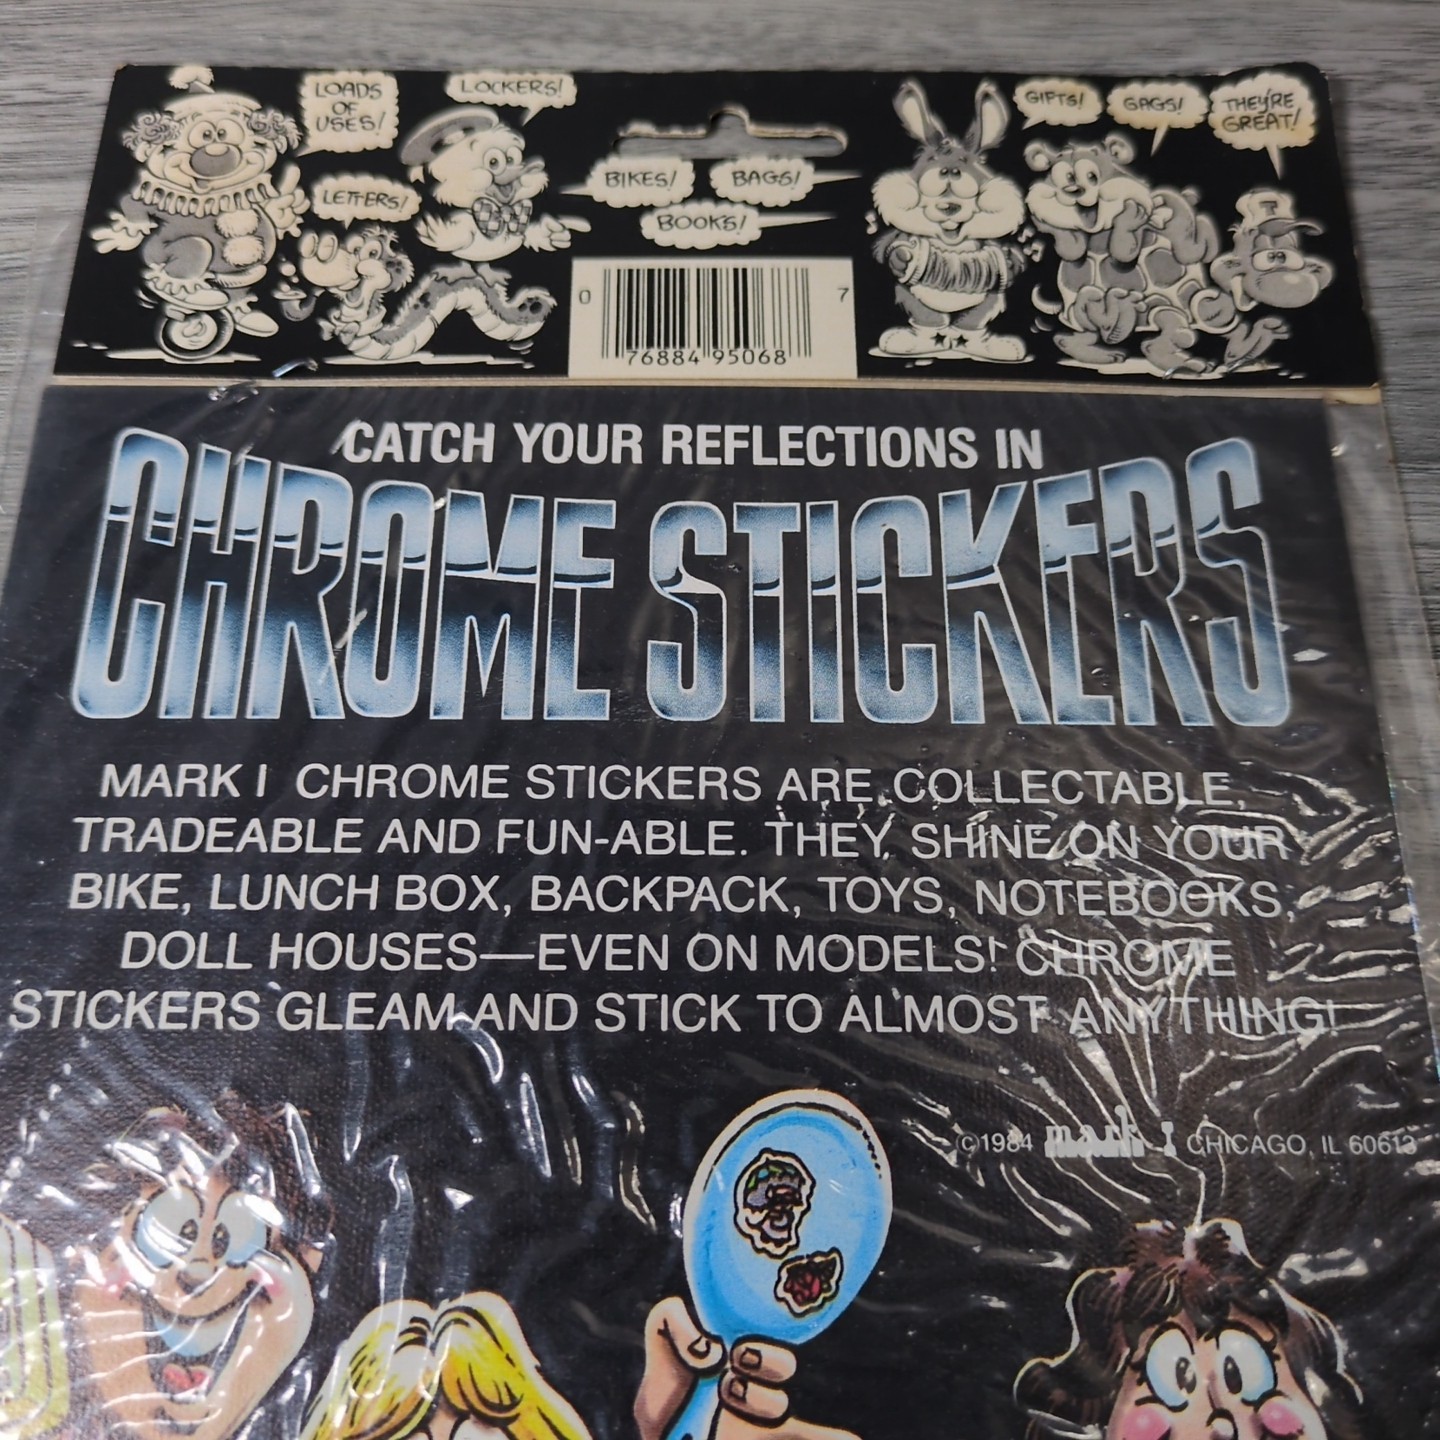 LOADS
OF
USES!
LOCKERS!
LETTERS!
BIKES!
BAGS!
BOOKS!
GIFTS!
GAGS!
THEY'RE
GREAT!
0 76884 95068 7
CATCH YOUR REFLECTIONS IN
CHROME STICKERS
MARK I CHROME STICKERS ARE COLLECTABLE,
TRADEABLE AND FUN-ABLE. THEY SHINE ON YOUR
BIKE, LUNCH BOX, BACKPACK, TOYS, NOTEBOOKS,
DOLL HOUSES—EVEN ON MODELS! CHROME
STICKERS GLEAM AND STICK TO ALMOST ANYTHING!
©1984 mark I CHICAGO, IL 60613